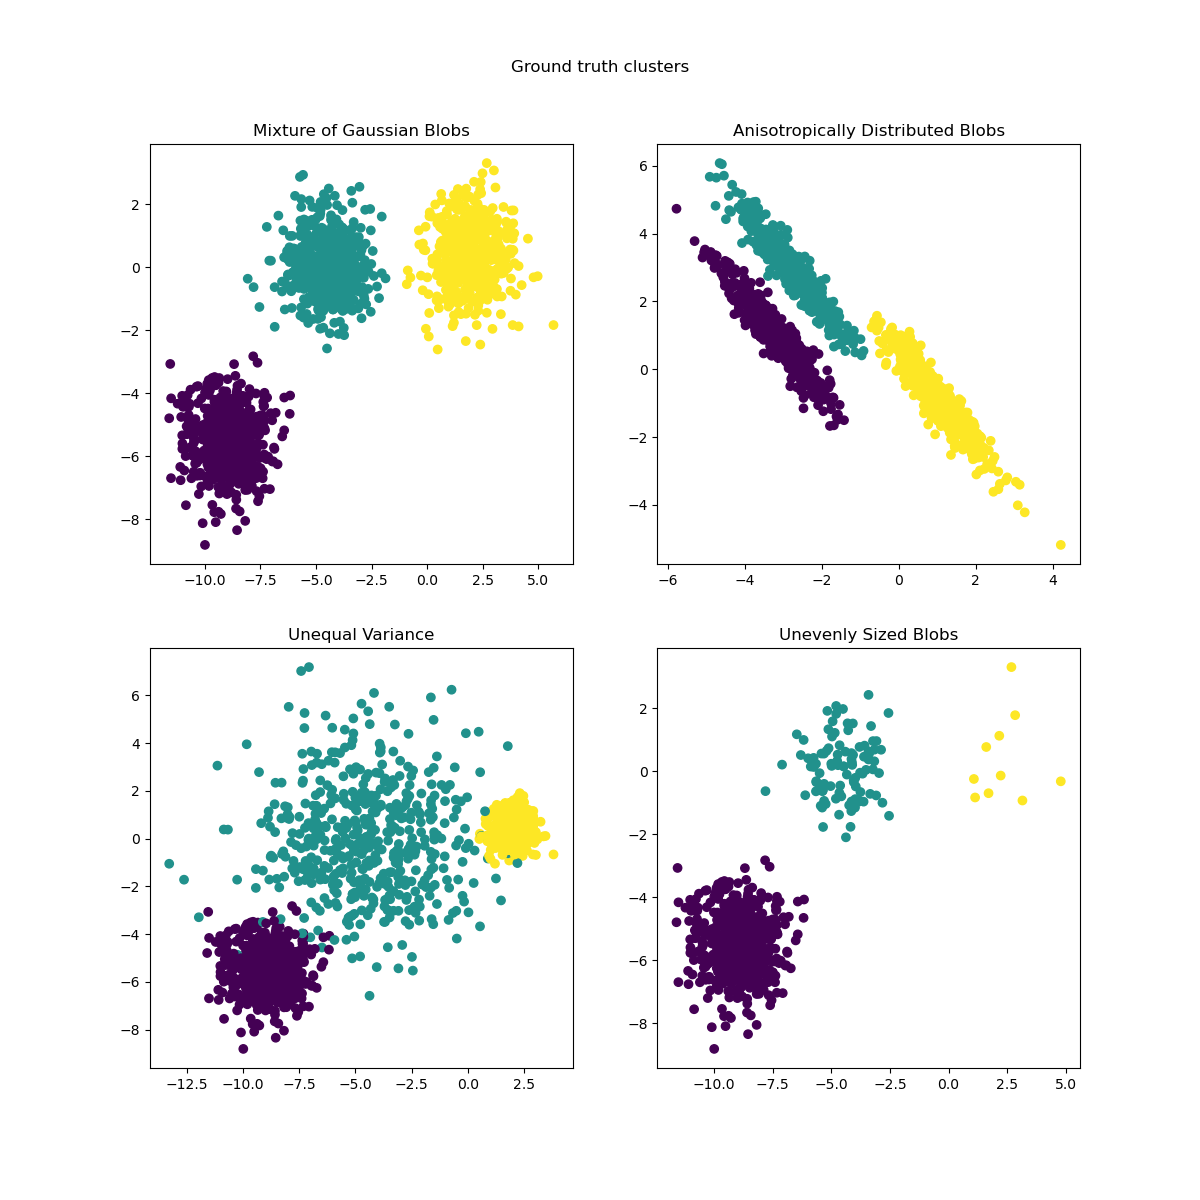 Ground truth clusters
Mixture of Gaussian Blobs
2
0
−2
−4
−6
−8
−10.0 −7.5 −5.0 −2.5 0.0 2.5 5.0
Anisotropically Distributed Blobs
6
4
2
0
−2
−4
−6 −4 −2 0 2 4
Unequal Variance
6
4
2
0
−2
−4
−6
−8
−12.5 −10.0 −7.5 −5.0 −2.5 0.0 2.5
Unevenly Sized Blobs
2
0
−2
−4
−6
−8
−10.0 −7.5 −5.0 −2.5 0.0 2.5 5.0